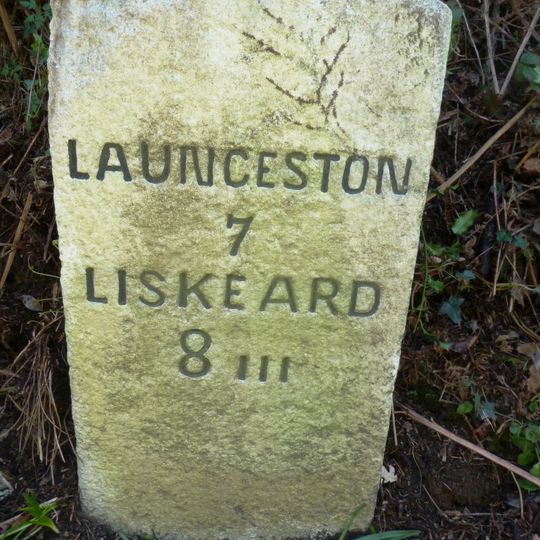 LAUNCESTON
7
LISKEARD
8 III